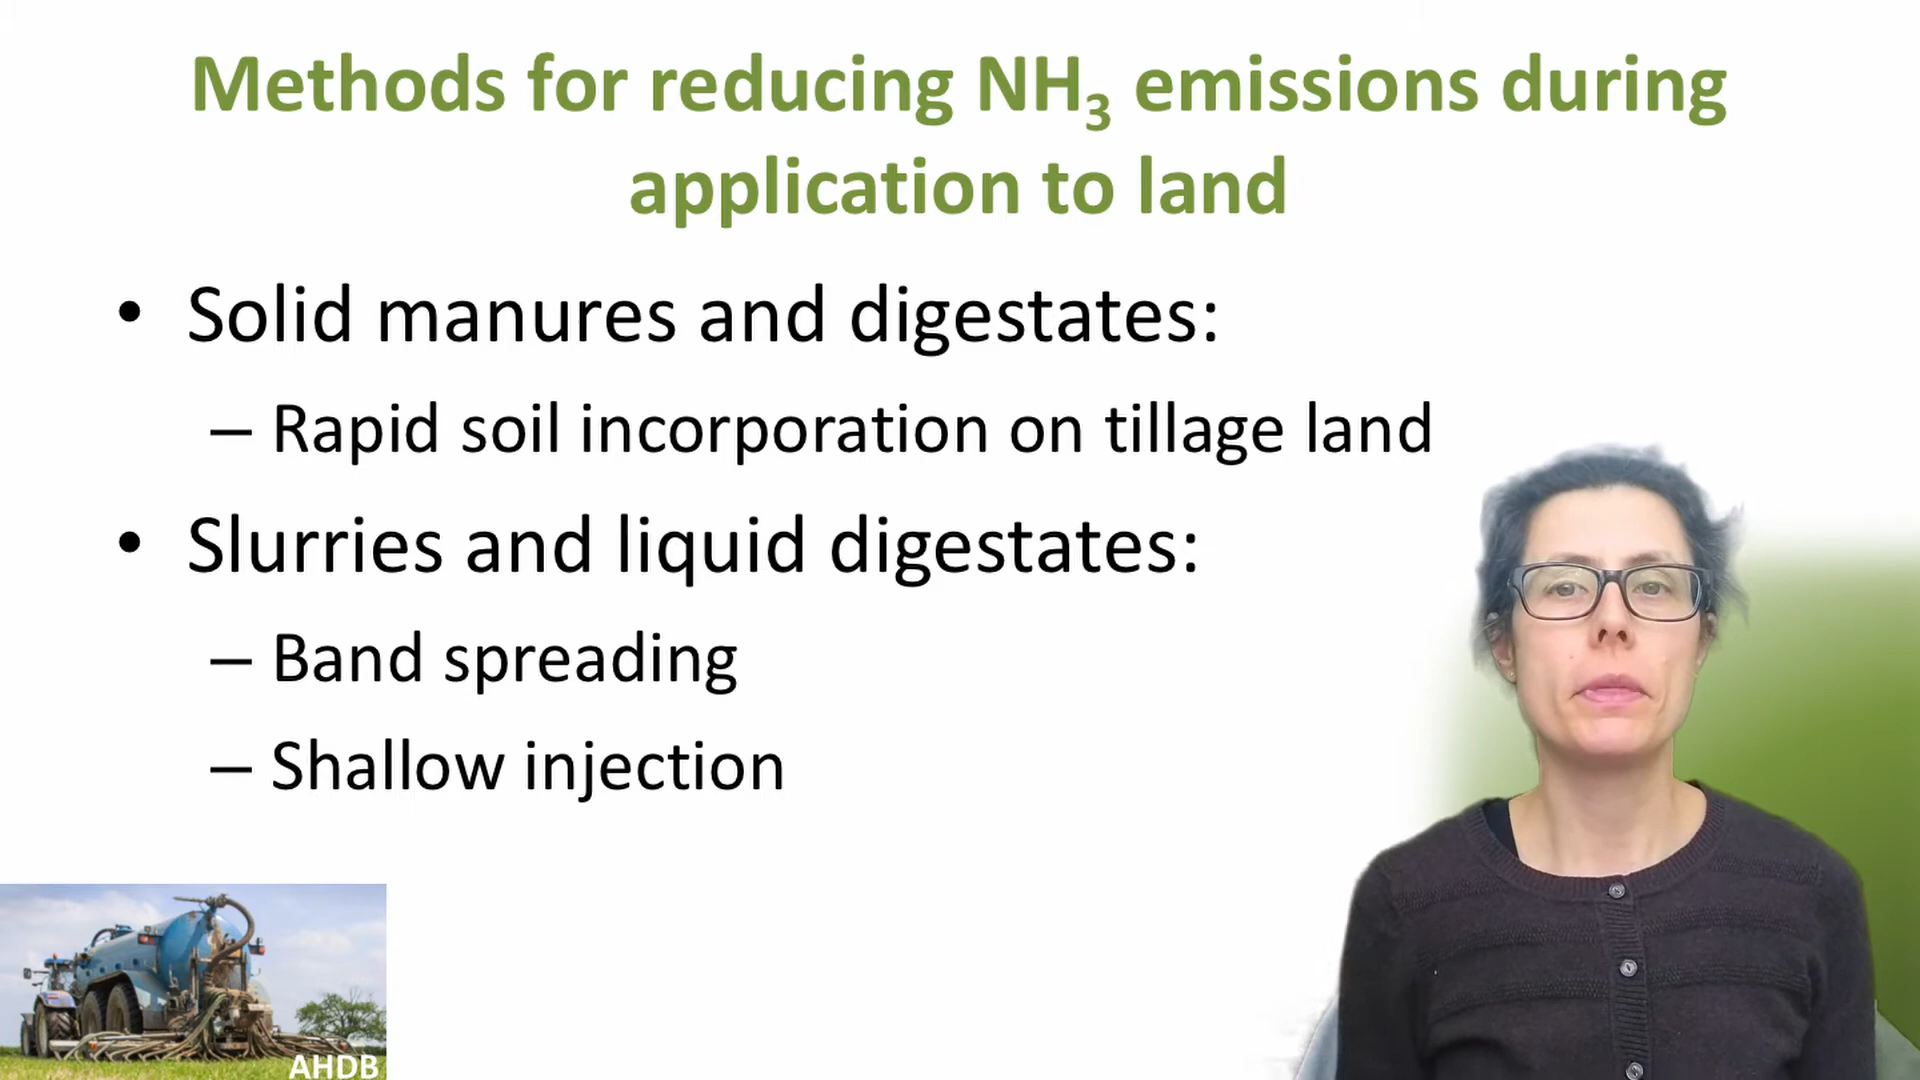 Methods for reducing NH₃ emissions during
application to land
• Solid manures and digestates:
– Rapid soil incorporation on tillage land
• Slurries and liquid digestates:
– Band spreading
– Shallow injection
AHDB